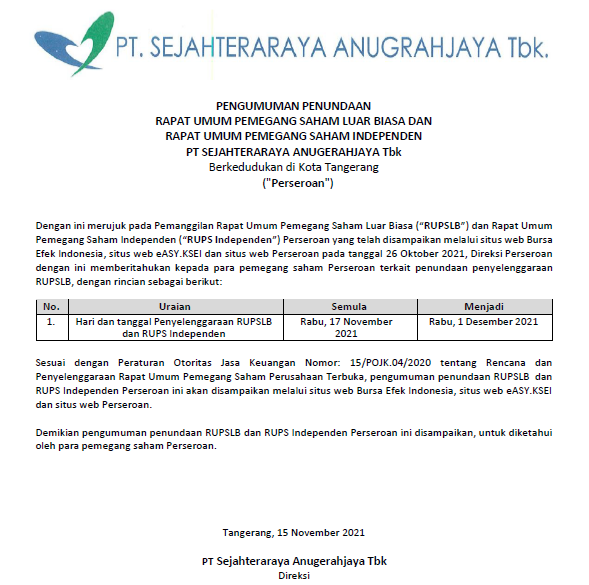 PT. SEJAHTERARAYA ANUGRAHJAYA Tbk.
PENGUMUMAN PENUNDAAN
RAPAT UMUM PEMEGANG SAHAM LUAR BIASA DAN
RAPAT UMUM PEMEGANG SAHAM INDEPENDEN
PT SEJAHTERARAYA ANUGERAHJAYA Tbk
Berkedudukan di Kota Tangerang
("Perseroan")
Dengan ini merujuk pada Pemanggilan Rapat Umum Pemegang Saham Luar Biasa (“RUPSLB”) dan Rapat Umum
Pemegang Saham Independen (“RUPS Independen”) Perseroan yang telah disampaikan melalui situs web Bursa
Efek Indonesia, situs web eASY.KSEI dan situs web Perseroan pada tanggal 26 Oktober 2021, Direksi Perseroan
dengan ini memberitahukan kepada para pemegang saham Perseroan terkait penundaan penyelenggaraan
RUPSLB, dengan rincian sebagai berikut:
No. Uraian Semula Menjadi
1. Hari dan tanggal Penyelenggaraan RUPSLB Rabu, 17 November Rabu, 1 Desember 2021
dan RUPS Independen 2021
Sesuai dengan Peraturan Otoritas Jasa Keuangan Nomor: 15/POJK.04/2020 tentang Rencana dan
Penyelenggaraan Rapat Umum Pemegang Saham Perusahaan Terbuka, pengumuman penundaan RUPSLB dan
RUPS Independen Perseroan ini akan disampaikan melalui situs web Bursa Efek Indonesia, situs web eASY.KSEI
dan situs web Perseroan.
Demikian pengumuman penundaan RUPSLB dan RUPS Independen Perseroan ini disampaikan, untuk diketahui
oleh para pemegang saham Perseroan.
Tangerang, 15 November 2021
PT Sejahteraraya Anugerahjaya Tbk
Direksi